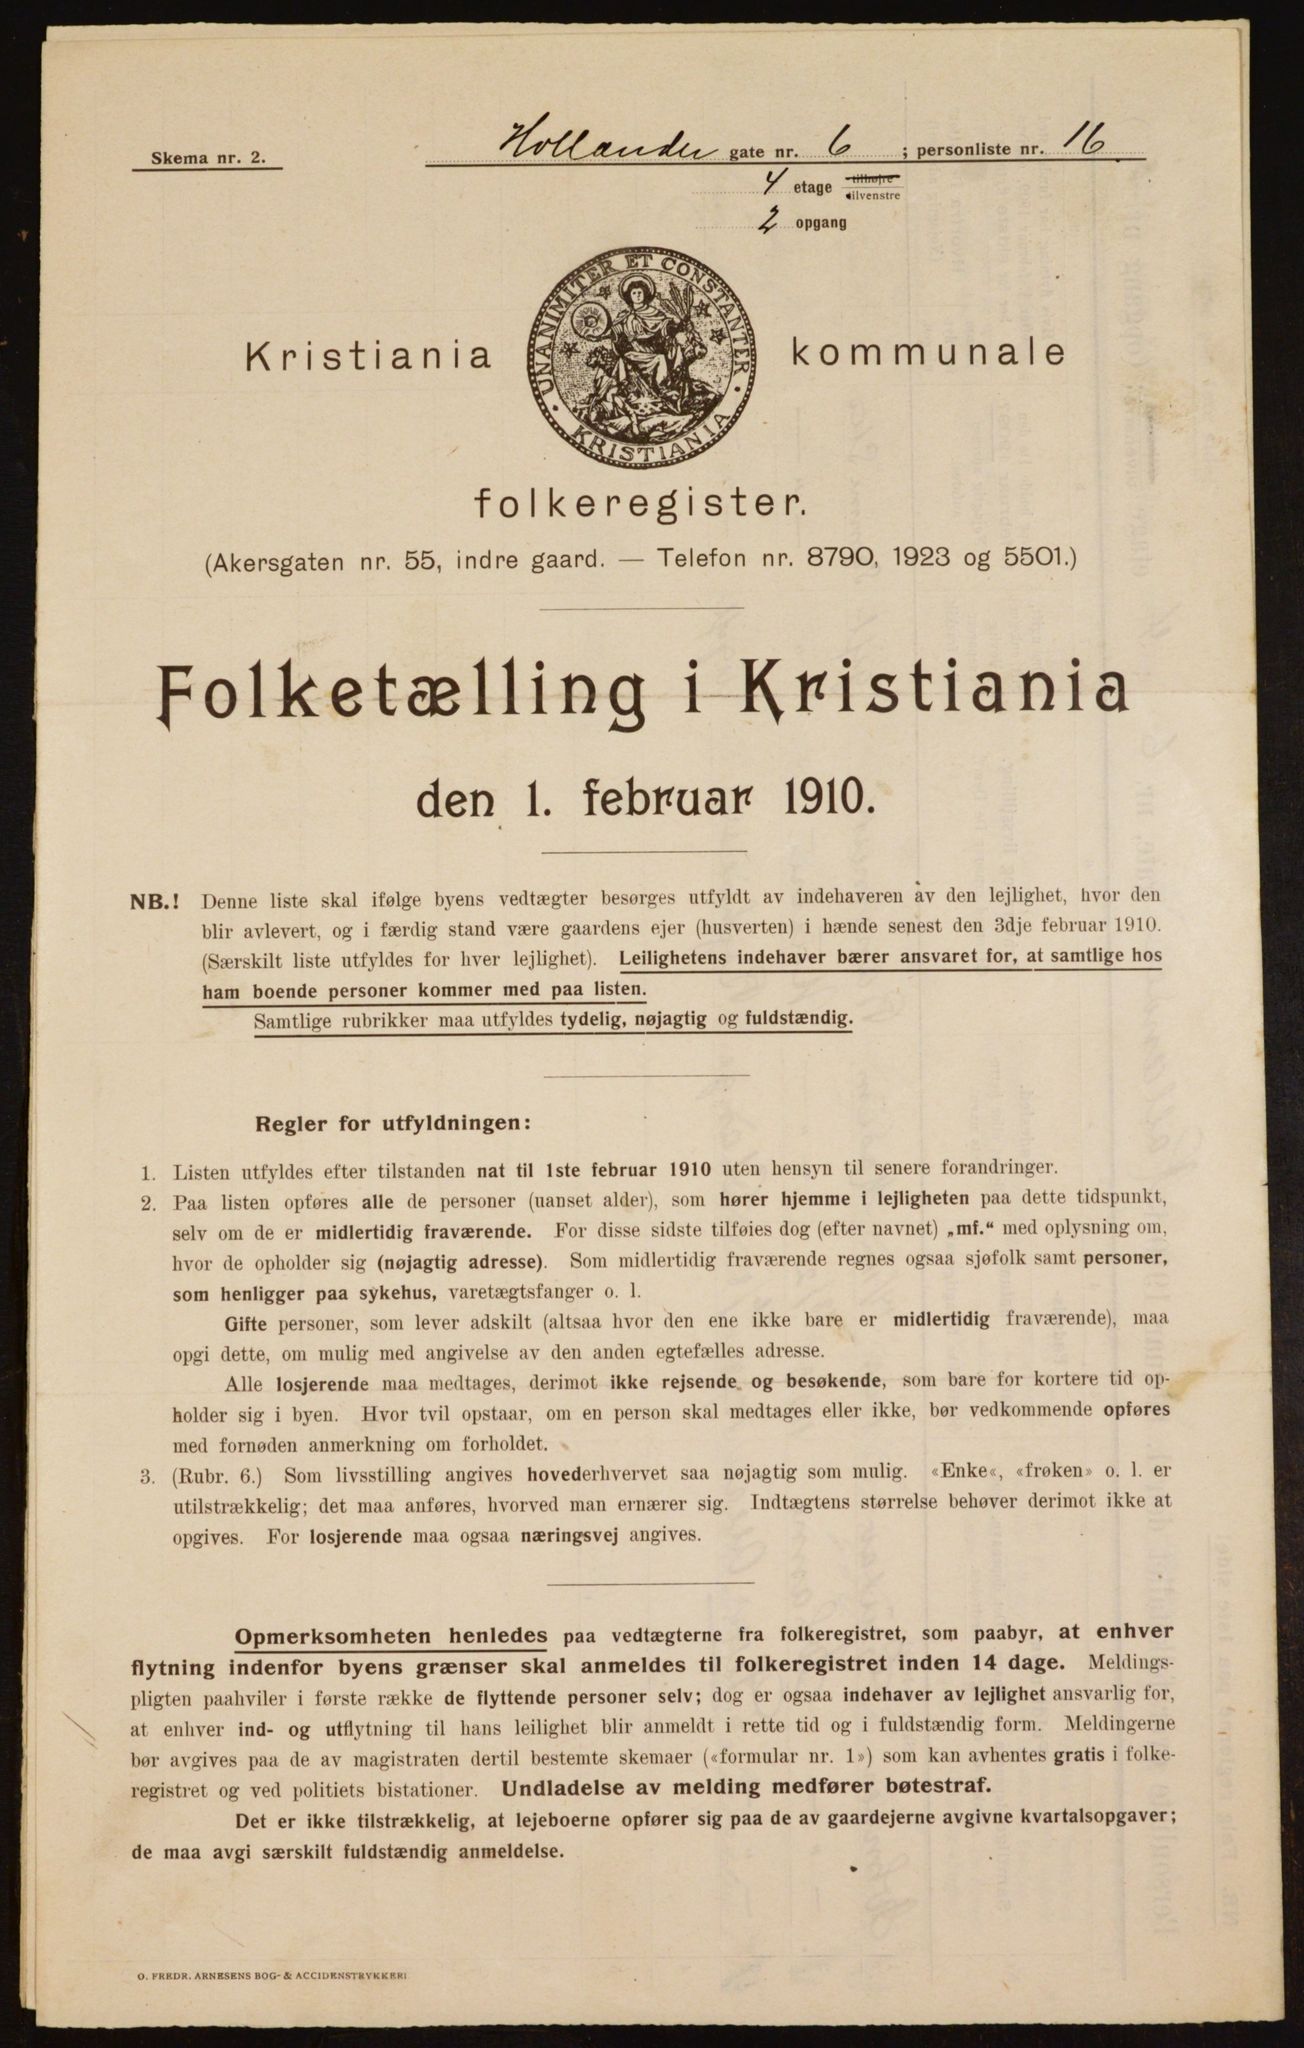 Skema nr. 2.
Hollander gate nr. 6 ; personliste nr. 16
4 etage tilhøjre
tilvenstre
2 opgang
UNANIMITER ET CONSTANTER
KRISTIANIA
Kristiania kommunale
folkeregister.
(Akersgaten nr. 55, indre gaard. — Telefon nr. 8790, 1923 og 5501.)
Folketælling i Kristiania
den 1. februar 1910.
NB.! Denne liste skal ifølge byens vedtægter besørges utfyldt av indehaveren av den lejlighet, hvor den
blir avlevert, og i færdig stand være gaardens ejer (husverten) i hænde senest den 3dje februar 1910.
(Særskilt liste utfyldes for hver lejlighet). Leilighetens indehaver bærer ansvaret for, at samtlige hos
ham boende personer kommer med paa listen.
Samtlige rubrikker maa utfyldes tydelig, nøjagtig og fuldstændig.
Regler for utfyldningen:
1. Listen utfyldes efter tilstanden nat til 1ste februar 1910 uten hensyn til senere forandringer.
2. Paa listen opføres alle de personer (uanset alder), som hører hjemme i lejligheten paa dette tidspunkt,
selv om de er midlertidig fraværende. For disse sidste tilføies dog (efter navnet) „mf.“ med oplysning om,
hvor de opholder sig (nøjagtig adresse). Som midlertidig fraværende regnes ogsaa sjøfolk samt personer,
som henligger paa sykehus, varetægtsfanger o. l.
Gifte personer, som lever adskilt (altsaa hvor den ene ikke bare er midlertidig fraværende), maa
opgi dette, om mulig med angivelse av den anden egtefælles adresse.
Alle losjerende maa medtages, derimot ikke rejsende og besøkende, som bare for kortere tid op-
holder sig i byen. Hvor tvil opstaar, om en person skal medtages eller ikke, bør vedkommende opføres
med fornøden anmerkning om forholdet.
3. (Rubr. 6.) Som livsstilling angives hovederhvervet saa nøjagtig som mulig. «Enke«, «frøken» o. l. er
utilstrækkelig; det maa anføres, hvorved man ernærer sig. Indtægtens størrelse behøver derimot ikke at
opgives. For losjerende maa ogsaa næringsvej angives.
Opmerksomheten henledes paa vedtægterne fra folkeregistret, som paabyr, at enhver
flytning indenfor byens grænser skal anmeldes til folkeregistret inden 14 dage. Meldings-
pligten paahviler i første række de flyttende personer selv; dog er ogsaa indehaver av lejlighet ansvarlig for,
at enhver ind- og utflytning til hans leilighet blir anmeldt i rette tid og i fuldstændig form. Meldingerne
bør avgives paa de av magistraten dertil bestemte skemaer («formular nr. 1») som kan avhentes gratis i folke-
registret og ved politiets bistationer. Undladelse av melding medfører bøtestraf.
Det er ikke tilstrækkelig, at lejeboerne opfører sig paa de av gaardejerne avgivne kvartalsopgaver;
de maa avgi særskilt fuldstændig anmeldelse.
O. FREDR. ARNESENS BOG- & ACCIDENSTRYKKERI